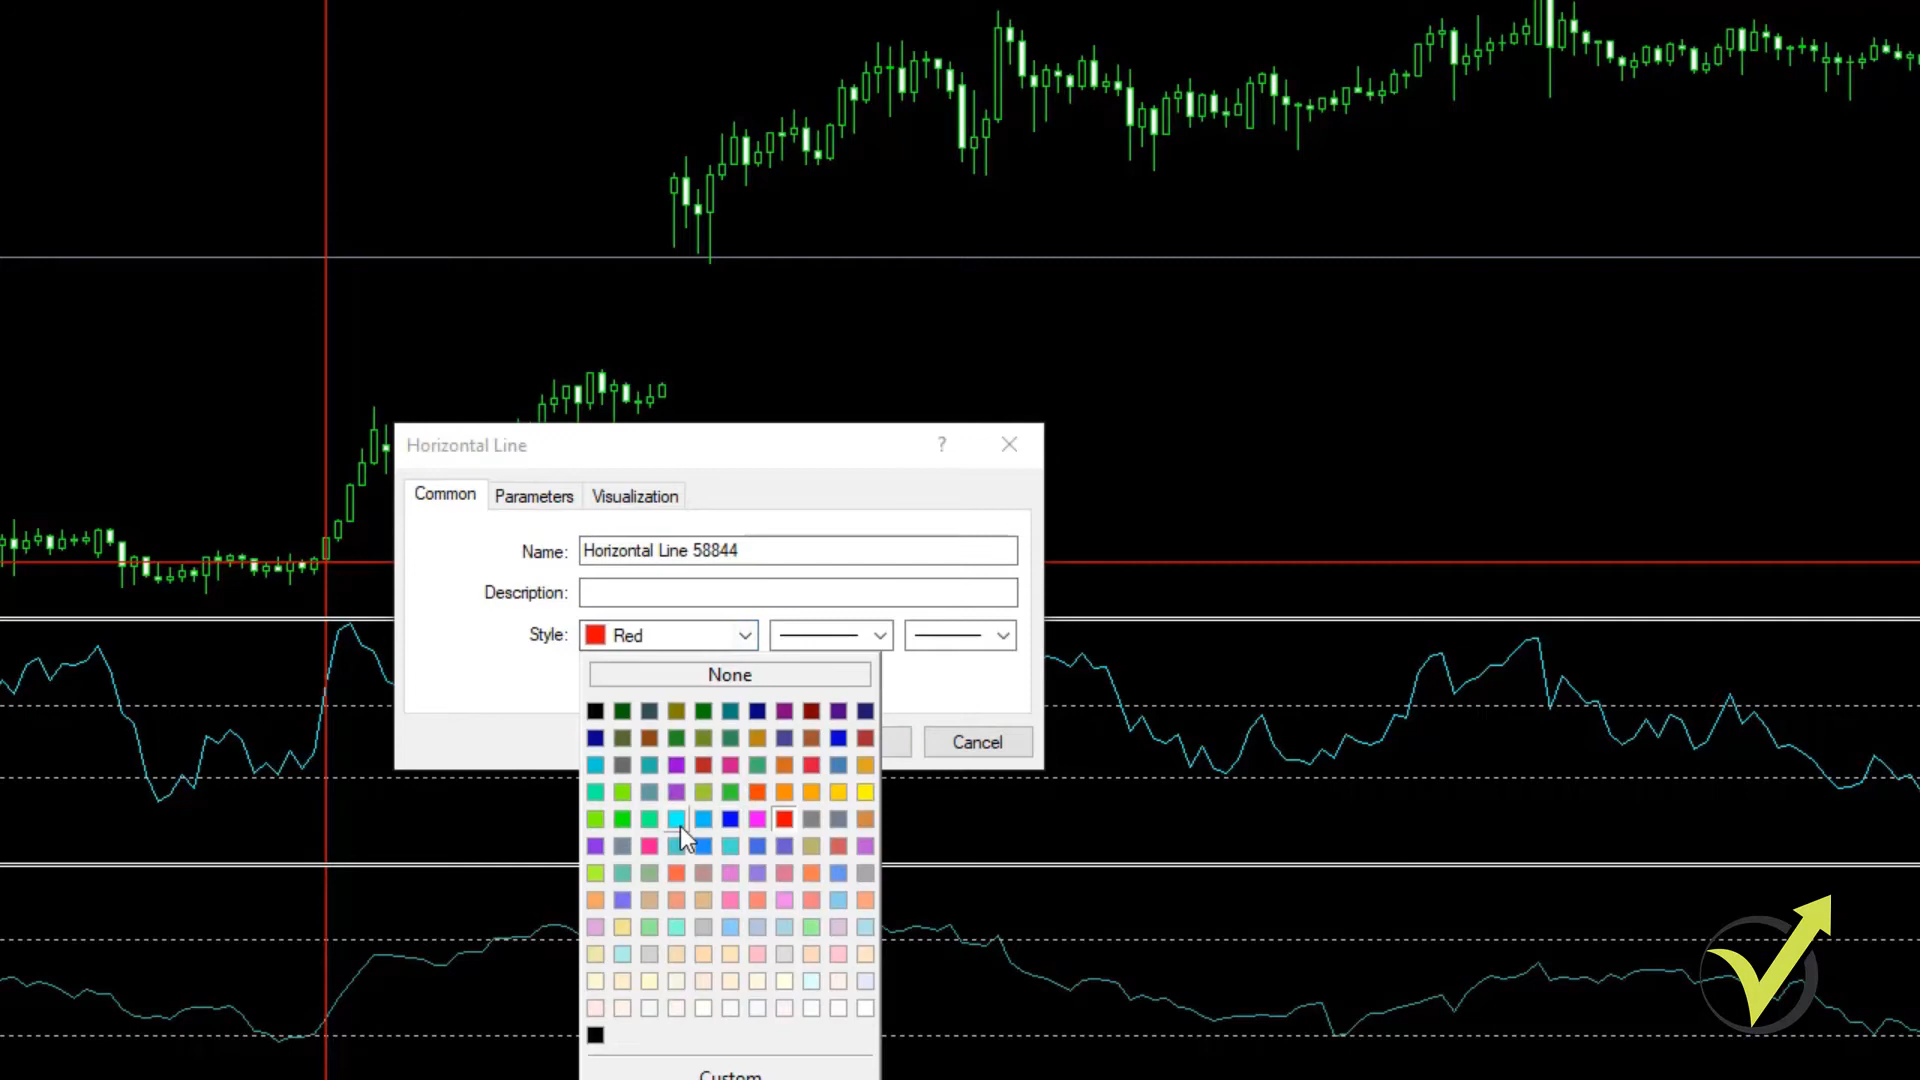 Horizontal Line
?
Common Parameters Visualization
Name: Horizontal Line 58844
Description:
Style: Red
None
Cancel
Custom